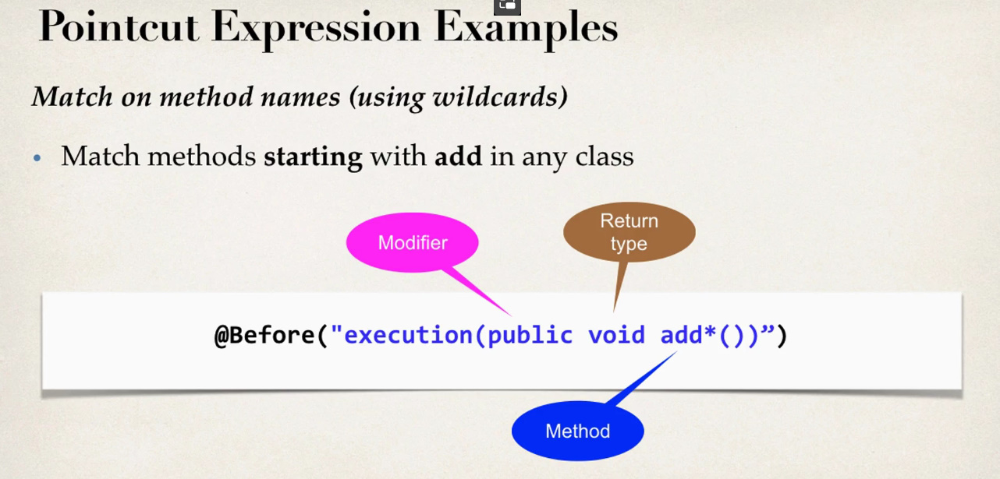 Pointcut Expression Examples
Match on method names (using wildcards)
• Match methods starting with add in any class
Modifier
Return
type
@Before("execution(public void add*())”)
Method